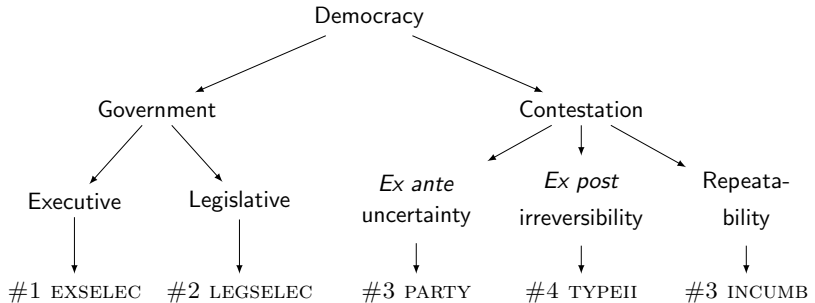 Democracy
Government Contestation
Executive Legislative Ex ante uncertainty Ex post irreversibility Repeata-
bility
#1 EXSELEC #2 LEGSELEC #3 PARTY #4 TYPEII #3 INCUMB